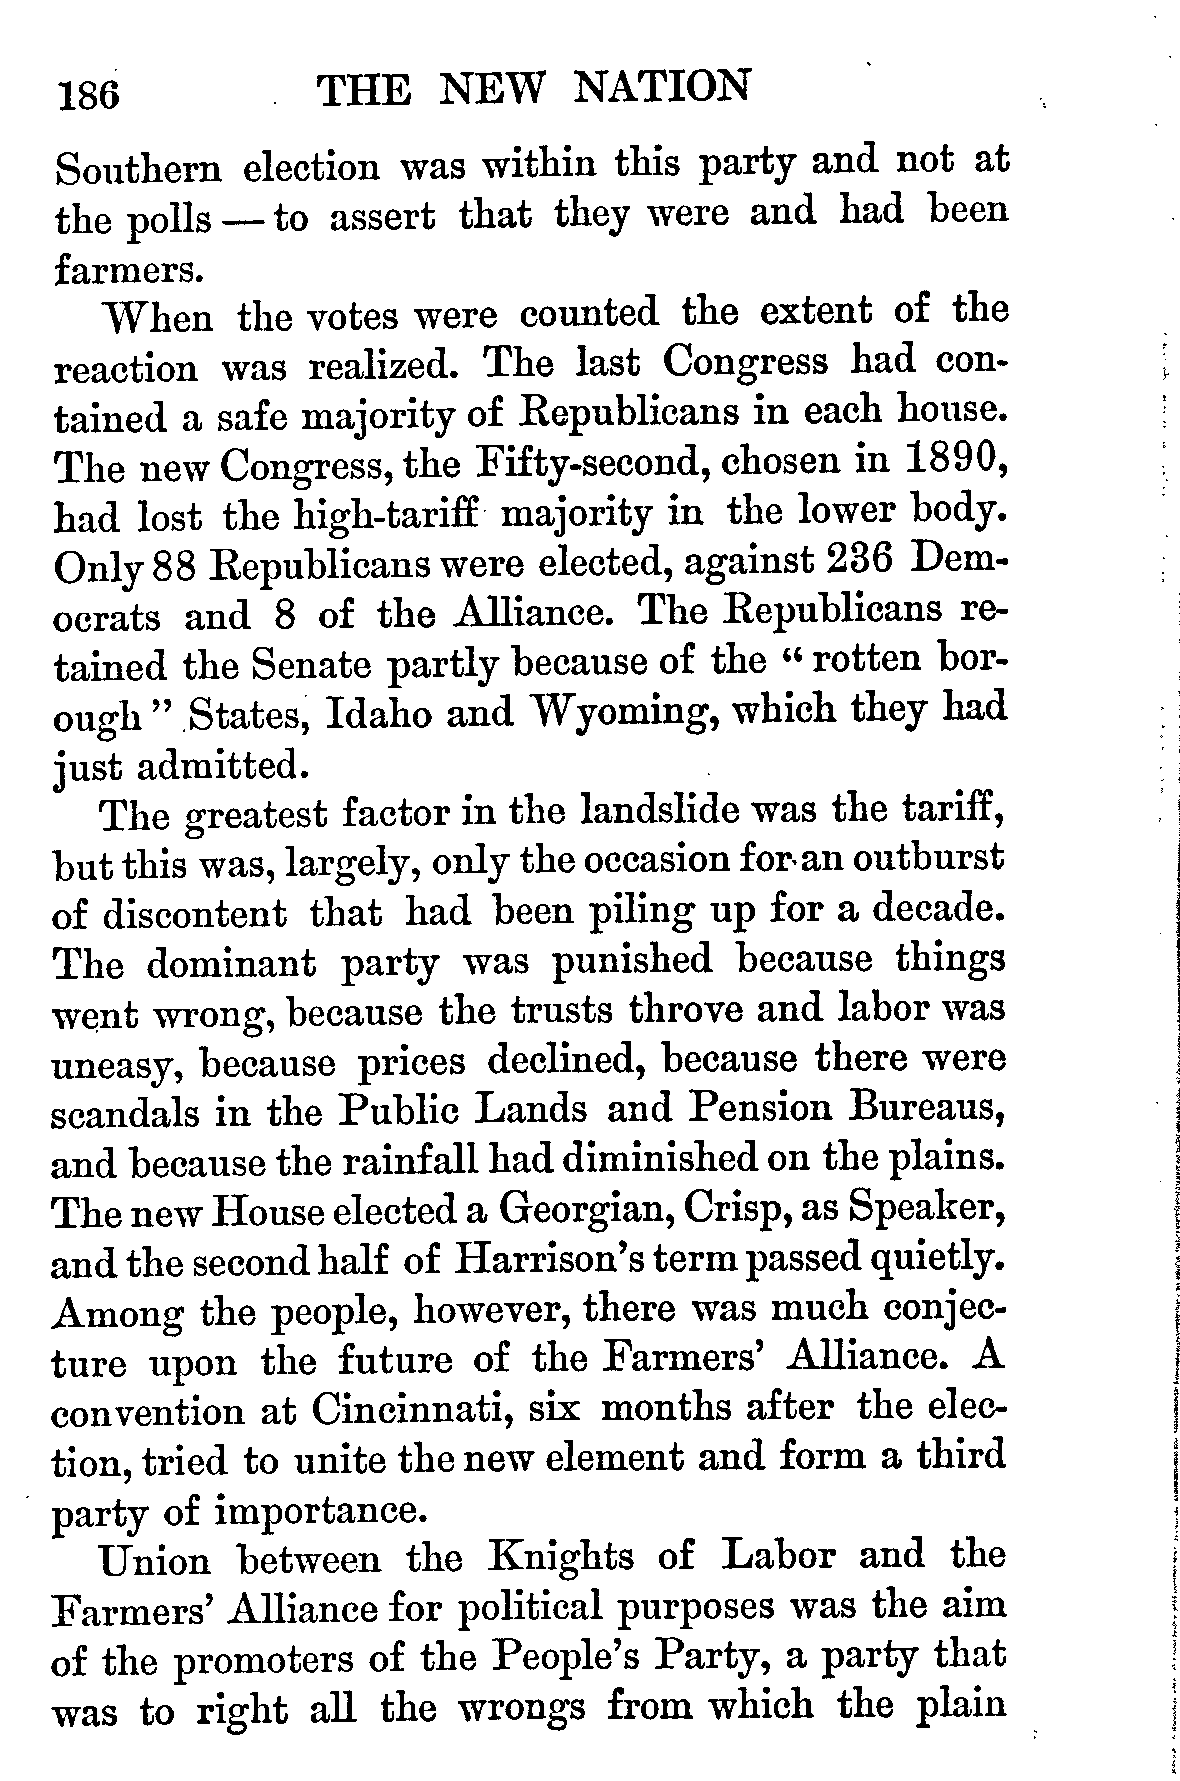 186 THE NEW NATION
Southern election was within this party and not at
the polls — to assert that they were and had been
farmers.
When the votes were counted the extent of the
reaction was realized. The last Congress had con-
tained a safe majority of Republicans in each house.
The new Congress, the Fifty-second, chosen in 1890,
had lost the high-tariff majority in the lower body.
Only 88 Republicans were elected, against 236 Dem-
ocrats and 8 of the Alliance. The Republicans re-
tained the Senate partly because of the “ rotten bor-
ough ” States, Idaho and Wyoming, which they had
just admitted.
The greatest factor in the landslide was the tariff,
but this was, largely, only the occasion for an outburst
of discontent that had been piling up for a decade.
The dominant party was punished because things
went wrong, because the trusts throve and labor was
uneasy, because prices declined, because there were
scandals in the Public Lands and Pension Bureaus,
and because the rainfall had diminished on the plains.
The new House elected a Georgian, Crisp, as Speaker,
and the second half of Harrison’s term passed quietly.
Among the people, however, there was much conjec-
ture upon the future of the Farmers’ Alliance. A
convention at Cincinnati, six months after the elec-
tion, tried to unite the new element and form a third
party of importance.
Union between the Knights of Labor and the
Farmers’ Alliance for political purposes was the aim
of the promoters of the People’s Party, a party that
was to right all the wrongs from which the plain